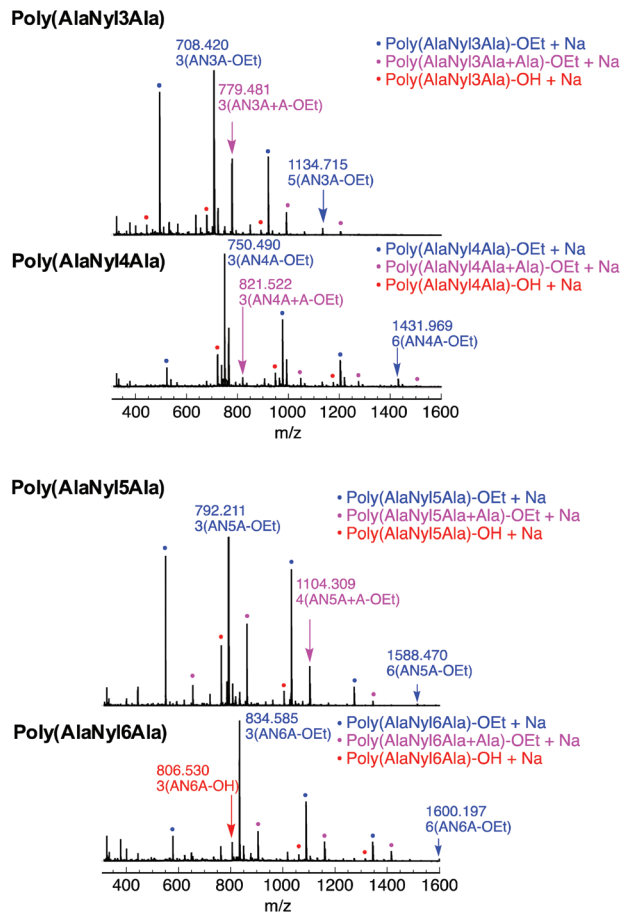 Poly(AlaNyl3Ala)
708.420
3(AN3A-OEt)
• Poly(AlaNyl3Ala)-OEt + Na
• Poly(AlaNyl3Ala+Ala)-OEt + Na
• Poly(AlaNyl3Ala)-OH + Na
779.481
3(AN3A+A-OEt)
1134.715
5(AN3A-OEt)
Poly(AlaNyl4Ala)
750.490
3(AN4A-OEt)
• Poly(AlaNyl4Ala)-OEt + Na
• Poly(AlaNyl4Ala+Ala)-OEt + Na
• Poly(AlaNyl4Ala)-OH + Na
821.522
3(AN4A+A-OEt)
1431.969
6(AN4A-OEt)
400 600 800 1000 1200 1400 1600
m/z
Poly(AlaNyl5Ala)
792.211
3(AN5A-OEt)
• Poly(AlaNyl5Ala)-OEt + Na
• Poly(AlaNyl5Ala+Ala)-OEt + Na
• Poly(AlaNyl5Ala)-OH + Na
1104.309
4(AN5A+A-OEt)
1588.470
6(AN5A-OEt)
Poly(AlaNyl6Ala)
834.585
3(AN6A-OEt)
• Poly(AlaNyl6Ala)-OEt + Na
• Poly(AlaNyl6Ala+Ala)-OEt + Na
• Poly(AlaNyl6Ala)-OH + Na
806.530
3(AN6A-OH)
1600.197
6(AN6A-OEt)
400 600 800 1000 1200 1400 1600
m/z